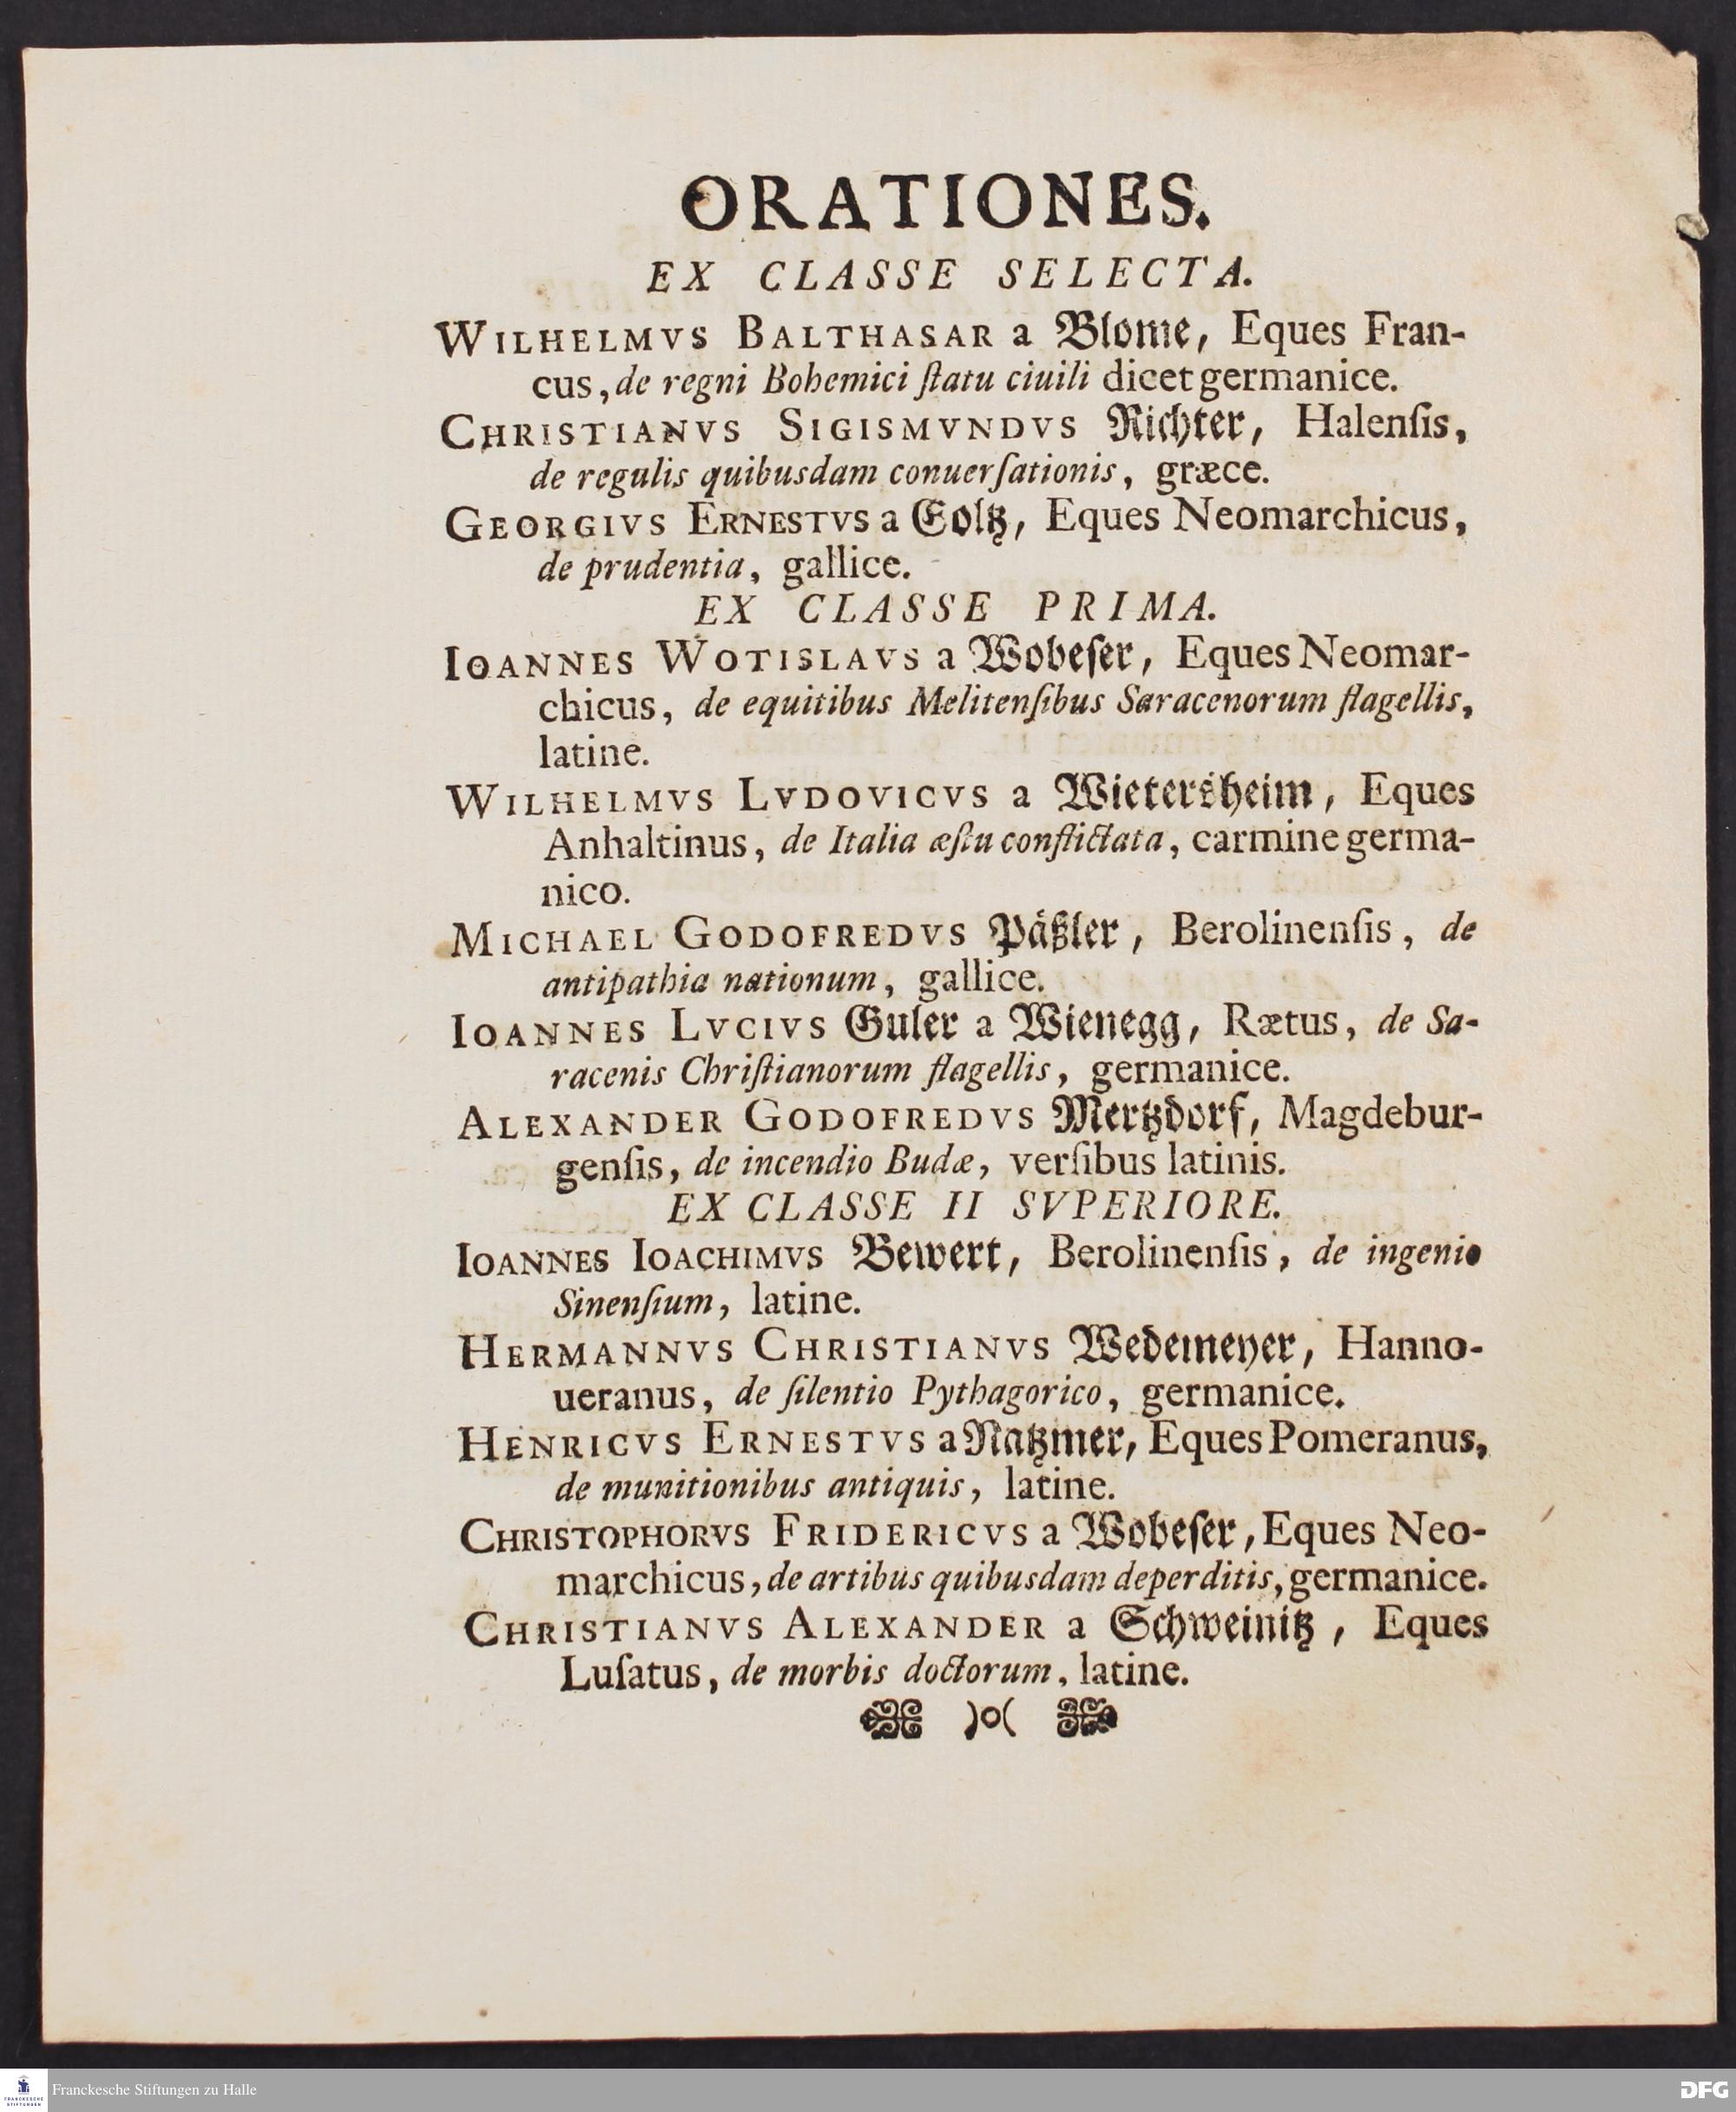 ORATIONES.
EX CLASSE SELECTA.
WILHELMVS BALTHASAR a Blome, Eques Fran-
cus, de regni Bohemici ſtatu ciuili dicet germanice.
CHRISTIANVS SIGISMVNDVS Richter, Halenſis,
de regulis quibusdam conuerſationis, græce.
GEORGIVS ERNESTVS a Goltz, Eques Neomarchicus,
de prudentia, gallice.
EX CLASSE PRIMA.
IOANNES WOTISLAVS a Wobeſer, Eques Neomar-
chicus, de equitibus Melitenſibus Saracenorum flagellis,
latine.
WILHELMVS LVDOVICVS a Wietersheim, Eques
Anhaltinus, de Italia æſtu conflictata, carmine germa-
nico.
MICHAEL GODOFREDVS Päßler, Berolinenſis, de
antipathia nationum, gallice.
IOANNES LVCIVS Guler a Wienegg, Rætus, de Sa-
racenis Chriſtianorum flagellis, germanice.
ALEXANDER GODOFREDVS Mertzdorf, Magdebur-
genſis, de incendio Budæ, verſibus latinis.
EX CLASSE II SVPERIORE.
IOANNES IOACHIMVS Bewert, Berolinenſis, de ingenio
Sinenſium, latine.
HERMANNVS CHRISTIANVS Wedemeyer, Hanno-
ueranus, de ſilentio Pythagorico, germanice.
HENRICVS ERNESTVS a Natzmer, Eques Pomeranus,
de munitionibus antiquis, latine.
CHRISTOPHORVS FRIDERICVS a Wobeſer, Eques Neo-
marchicus, de artibus quibusdam deperditis, germanice.
CHRISTIANVS ALEXANDER a Schweinitz, Eques
Luſatus, de morbis doctorum, latine.
)o(
FRANCKESCHE
STIFTUNGEN
Franckesche Stiftungen zu Halle
DFG